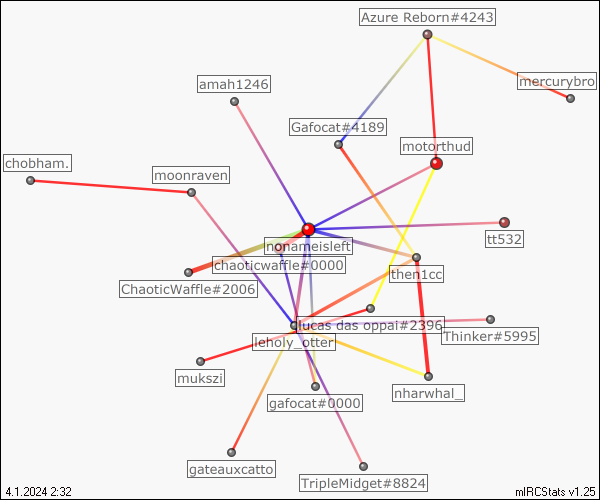 Azure Reborn#4243
mercurybro
amah1246
Gafocat#4189
motorthud
chobham.
moonraven
tt532
nonameisleft
chaoticwaffle#0000
then1cc
ChaoticWaffle#2006
lucas das oppai#2396
Thinker#5995
leholy_otter
mukszi
nharwhal_
gafocat#0000
gateauxcatto
TripleMidget#8824
4.1.2024 2:32
mIRCStats v1.25